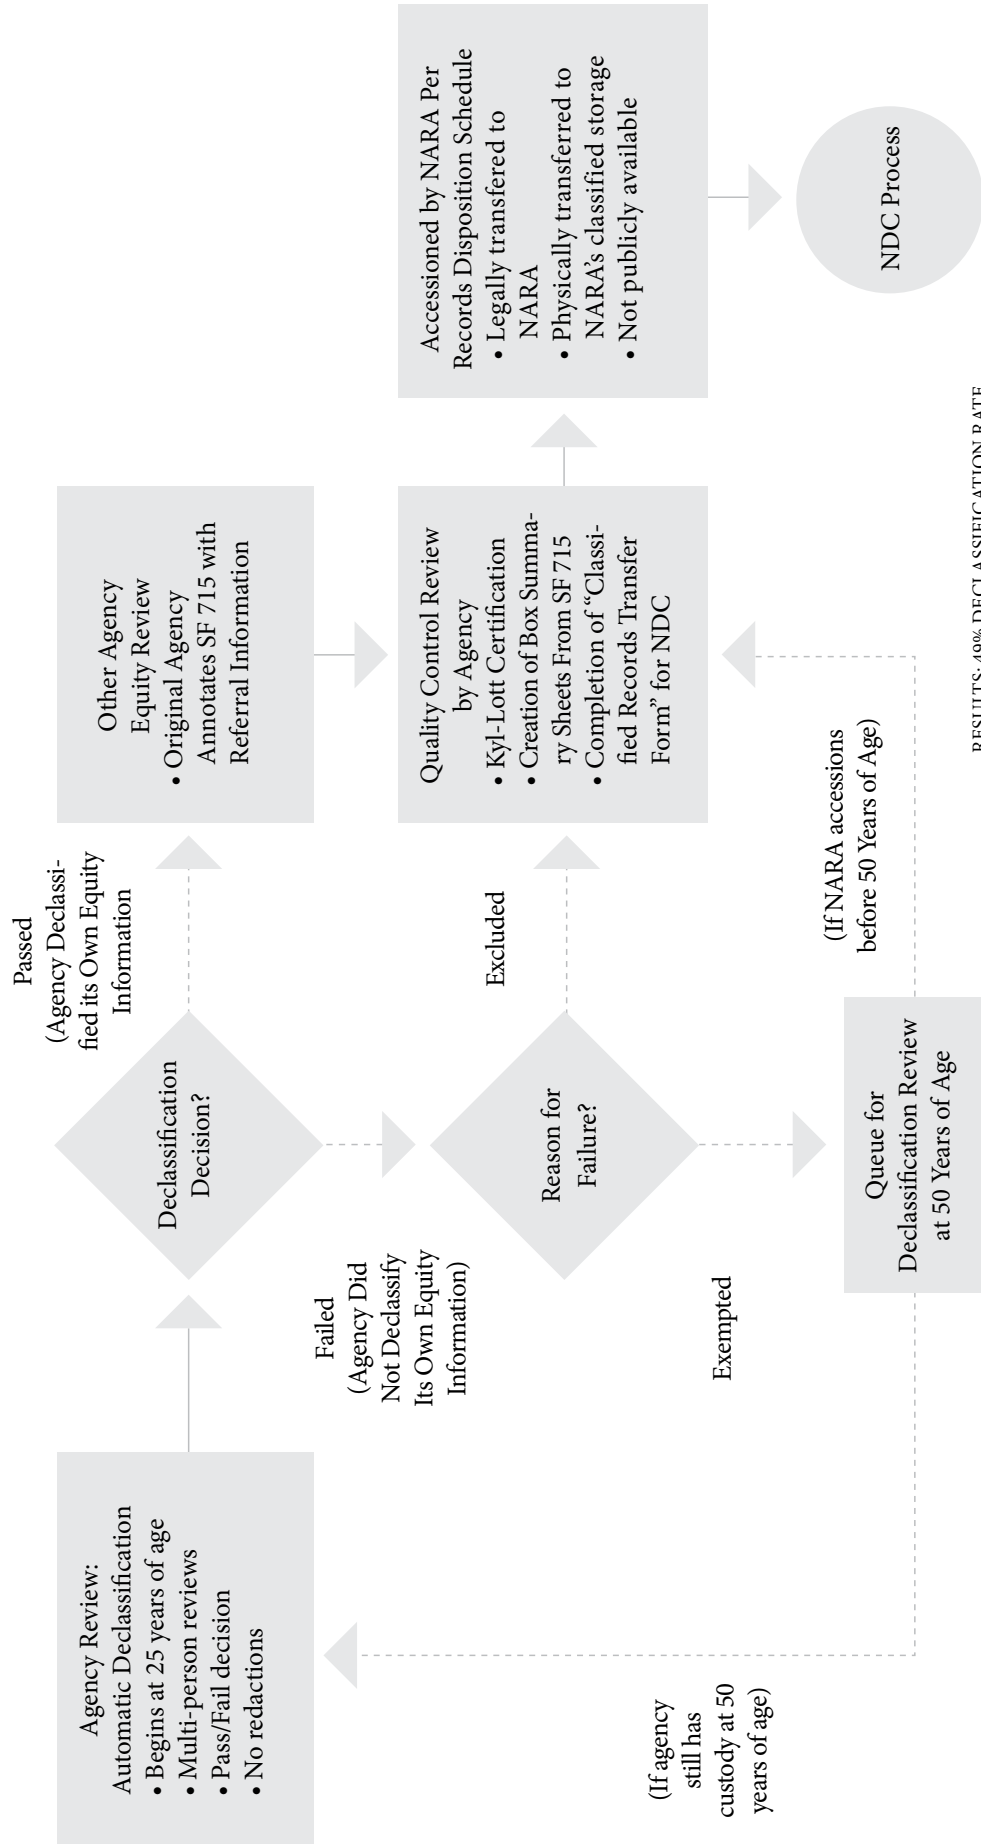 Agency Review:
Automatic Declassification
• Begins at 25 years of age
• Multi-person reviews
• Pass/Fail decision
• No redactions
Declassification
Decision?
Passed
(Agency Declassi-
fied its Own Equity
Information
Other Agency
Equity Review
• Original Agency
Annotates SF 715 with
Referral Information
Failed
(Agency Did
Not Declassify
Its Own Equity
Information)
Reason for
Failure?
Excluded
Quality Control Review
by Agency
• Kyl-Lott Certification
• Creation of Box Summa-
ry Sheets From SF 715
• Completion of “Classi-
fied Records Transfer
Form” for NDC
Accessioned by NARA Per
Records Disposition Schedule
• Legally transfered to
NARA
• Physically transferred to
NARA’s classified storage
• Not publicly available
NDC Process
Exempted
Queue for
Declassification Review
at 50 Years of Age
(If agency
still has
custody at 50
years of age)
(If NARA accessions
before 50 Years of Age)
RESULTS: 49% DECLASSIFICATION RATE